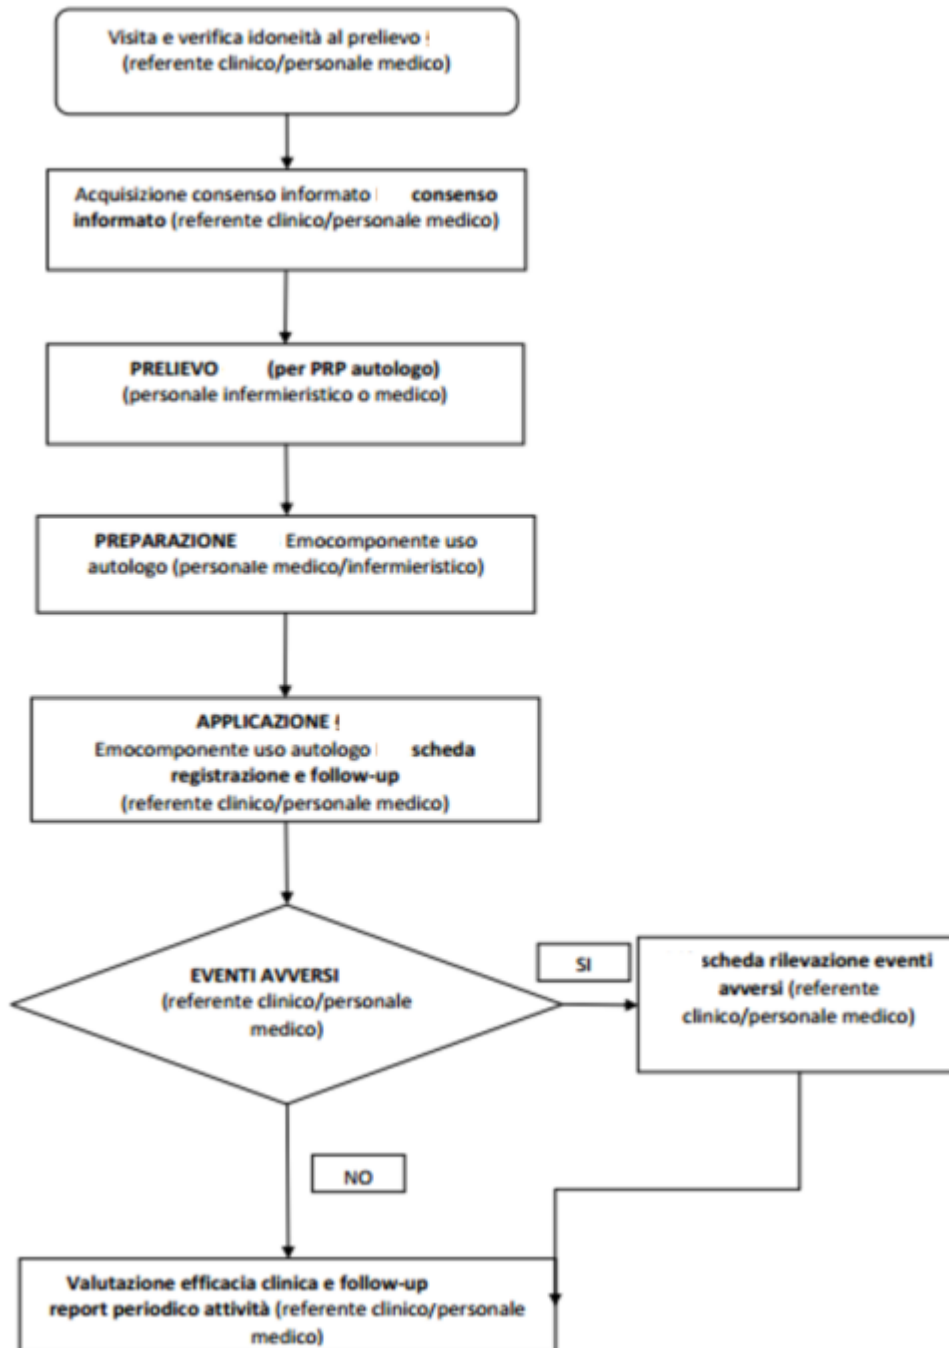 Visita e verifica idoneità al prelievo
(referente clinico/personale medico)
Acquisizione consenso informato consenso
informato (referente clinico/personale medico)
PRELIEVO (per PRP autologo)
(personale infermieristico o medico)
PREPARAZIONE Emocomponente uso
autologo (personale medico/infermieristico)
APPLICAZIONE
Emocomponente uso autologo scheda
registrazione e follow-up
(referente clinico/personale medico)
EVENTI AVVERSI
(referente clinico/personale
medico)
SI
scheda rilevazione eventi
avversi (referente
clinico/personale medico)
NO
Valutazione efficacia clinica e follow-up
report periodico attività (referente clinico/personale
medico)